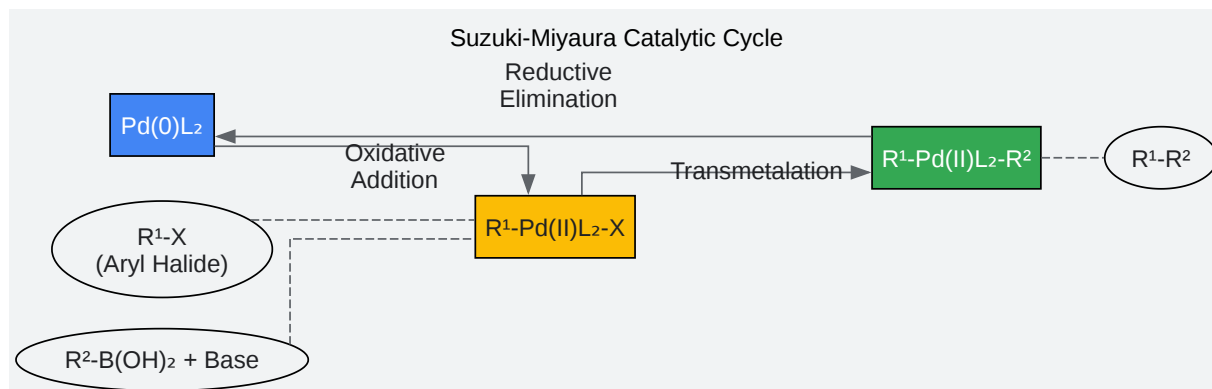 Suzuki-Miyaura Catalytic Cycle
Reductive
Elimination
Pd(0)L₂
Oxidative
Addition
Transmetalation
R¹-Pd(II)L₂-R²
R¹-R²
R¹-Pd(II)L₂-X
R¹-X
(Aryl Halide)
R²-B(OH)₂ + Base